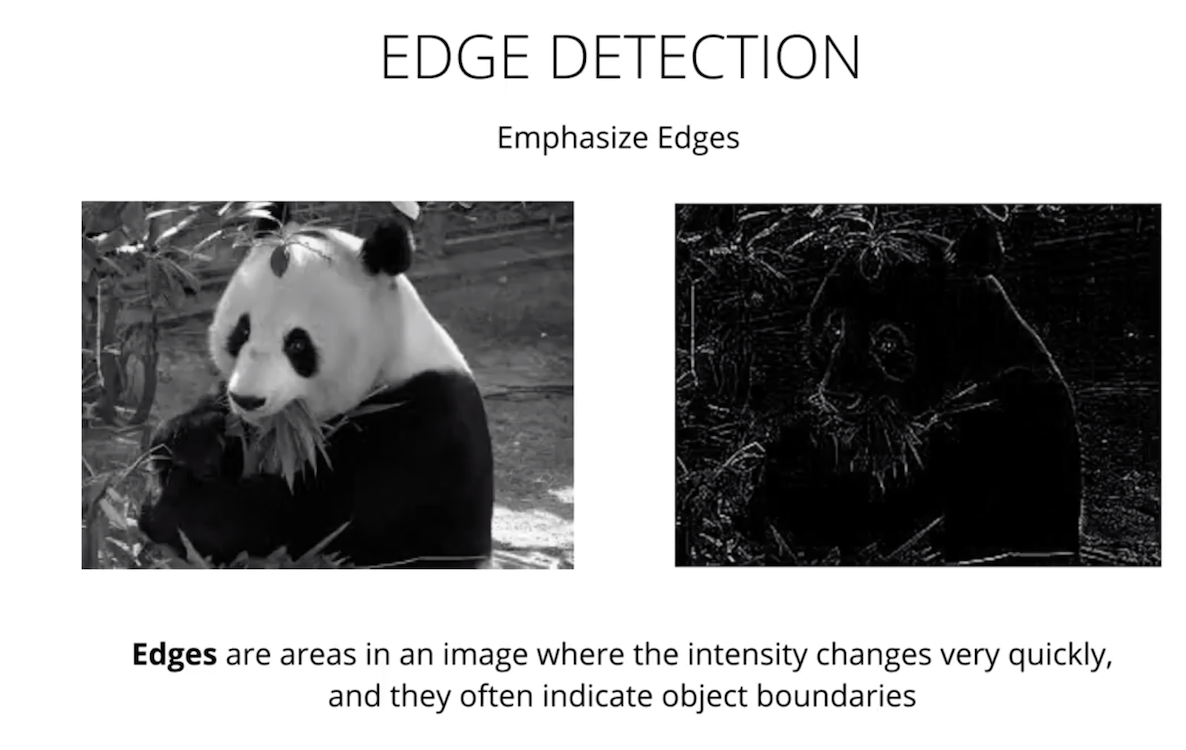 EDGE DETECTION
Emphasize Edges
Edges are areas in an image where the intensity changes very quickly,
and they often indicate object boundaries